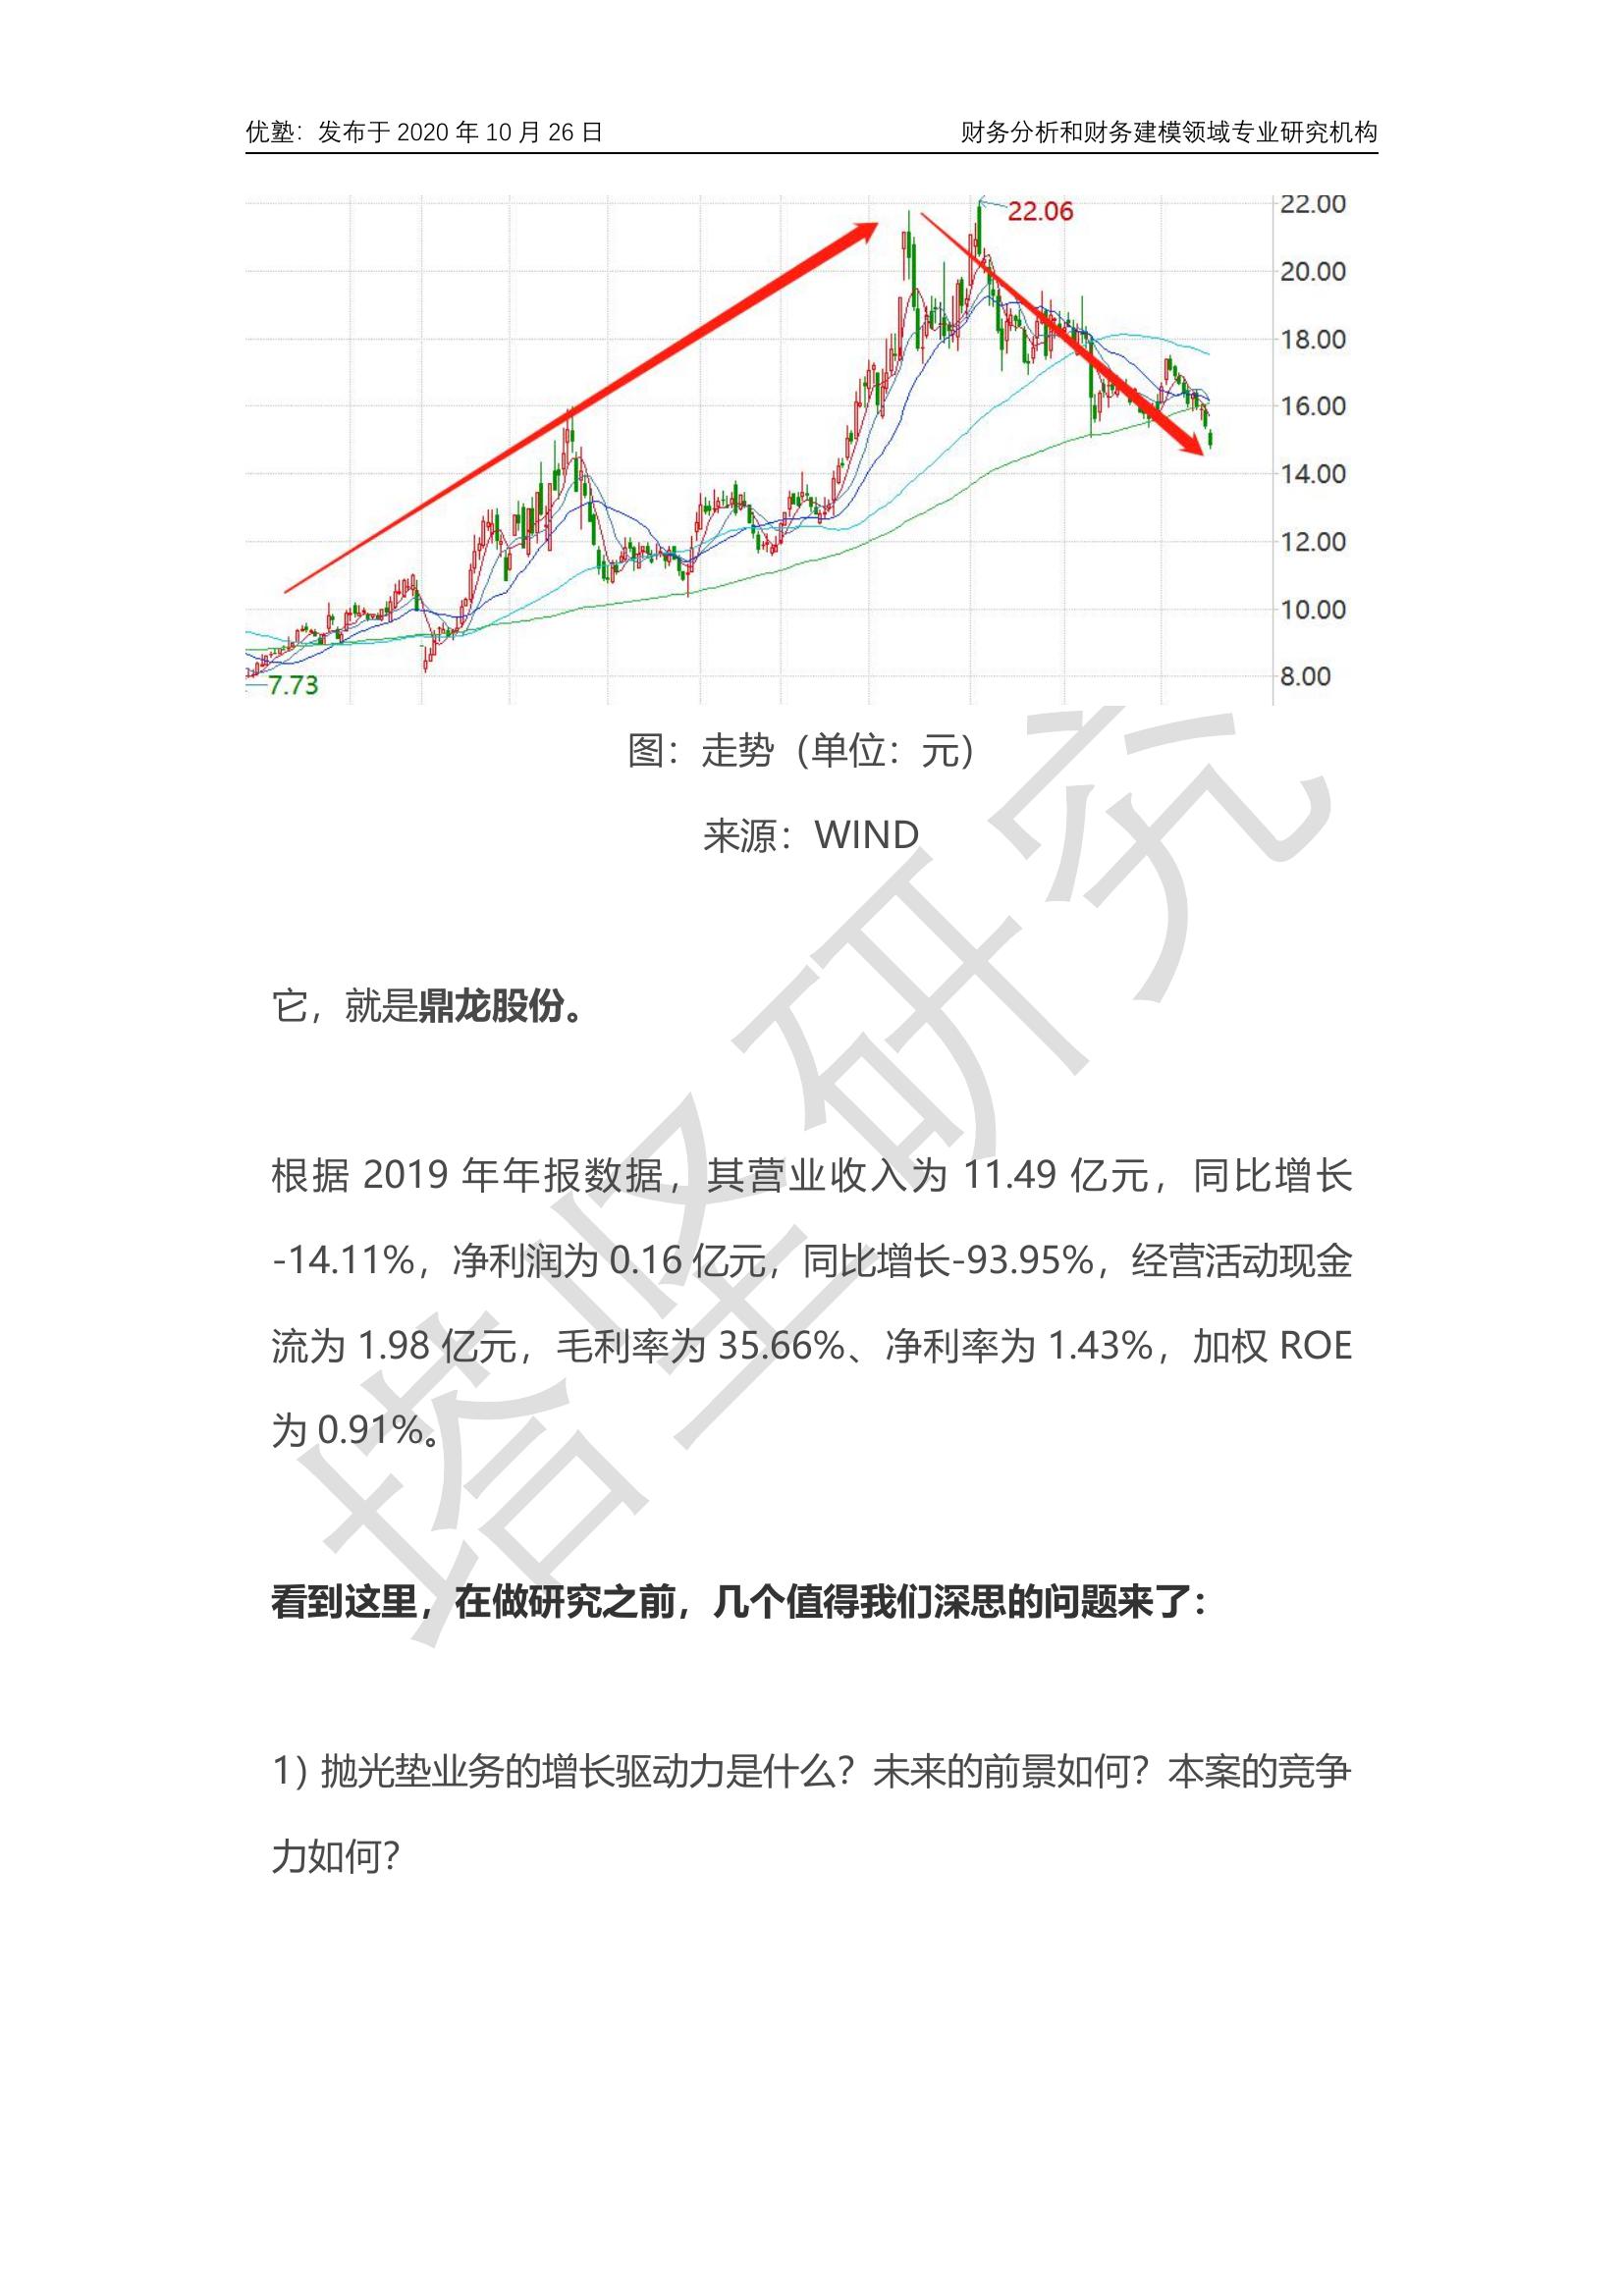 优塾：发布于 2020 年 10 月 26 日
财务分析和财务建模领域专业研究机构
22.06
22.00
20.00
18.00
16.00
14.00
12.00
10.00
8.00
7.73
图：走势（单位：元）
来源：WIND
它，就是鼎龙股份。
根据 2019 年年报数据，其营业收入为 11.49 亿元，同比增长
-14.11%，净利润为 0.16 亿元，同比增长-93.95%，经营活动现金
流为 1.98 亿元，毛利率为 35.66%、净利率为 1.43%，加权 ROE
为 0.91%。
看到这里，在做研究之前，几个值得我们深思的问题来了：
1）抛光垫业务的增长驱动力是什么？未来的前景如何？本案的竞争
力如何？
塔坚研究